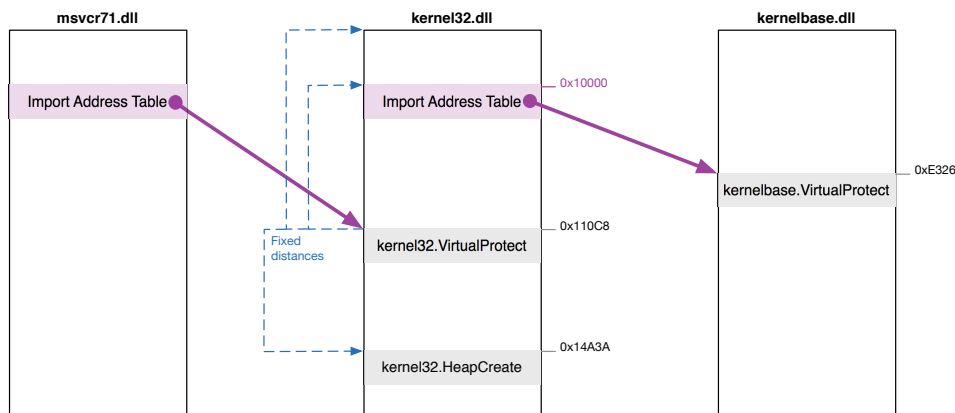 msvcr71.dll
kernel32.dll
kernelbase.dll
0x10000
Import Address Table
Import Address Table
0xE326
kernelbase.VirtualProtect
0x110C8
Fixed
distances
kernel32.VirtualProtect
0x14A3A
kernel32.HeapCreate